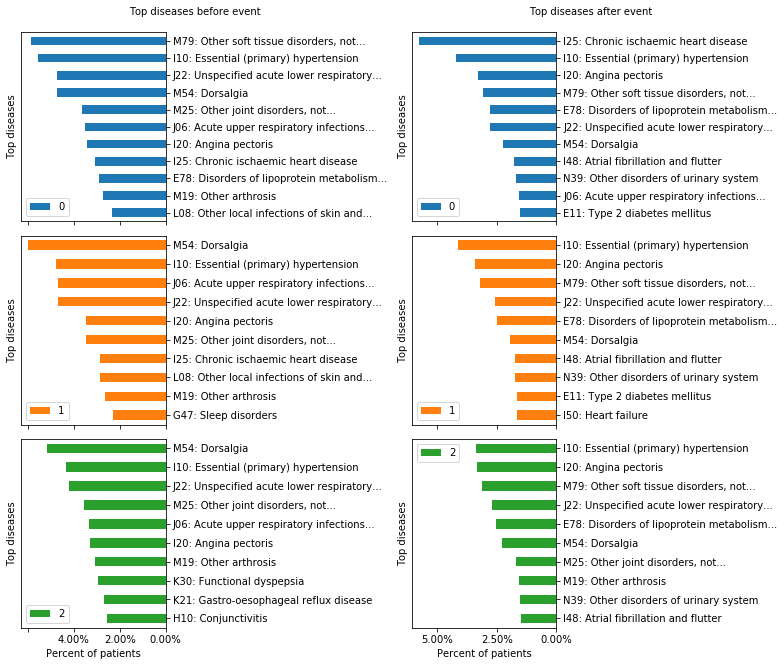 Top diseases before event
Top diseases
M79: Other soft tissue disorders, not...
I10: Essential (primary) hypertension
J22: Unspecified acute lower respiratory...
M54: Dorsalgia
M25: Other joint disorders, not...
J06: Acute upper respiratory infections...
I20: Angina pectoris
I25: Chronic ischaemic heart disease
E78: Disorders of lipoprotein metabolism...
M19: Other arthrosis
L08: Other local infections of skin and...
0
Top diseases
M54: Dorsalgia
I10: Essential (primary) hypertension
J06: Acute upper respiratory infections...
J22: Unspecified acute lower respiratory...
I20: Angina pectoris
M25: Other joint disorders, not...
I25: Chronic ischaemic heart disease
L08: Other local infections of skin and...
M19: Other arthrosis
G47: Sleep disorders
1
Top diseases
M54: Dorsalgia
I10: Essential (primary) hypertension
J22: Unspecified acute lower respiratory...
M25: Other joint disorders, not...
J06: Acute upper respiratory infections...
I20: Angina pectoris
M19: Other arthrosis
K30: Functional dyspepsia
K21: Gastro-oesophageal reflux disease
H10: Conjunctivitis
2
4.00% 2.00% 0.00%
Percent of patients
Top diseases after event
Top diseases
I25: Chronic ischaemic heart disease
I10: Essential (primary) hypertension
I20: Angina pectoris
M79: Other soft tissue disorders, not...
E78: Disorders of lipoprotein metabolism...
J22: Unspecified acute lower respiratory...
M54: Dorsalgia
I48: Atrial fibrillation and flutter
N39: Other disorders of urinary system
J06: Acute upper respiratory infections...
E11: Type 2 diabetes mellitus
0
Top diseases
I10: Essential (primary) hypertension
I20: Angina pectoris
M79: Other soft tissue disorders, not...
J22: Unspecified acute lower respiratory...
E78: Disorders of lipoprotein metabolism...
M54: Dorsalgia
I48: Atrial fibrillation and flutter
N39: Other disorders of urinary system
E11: Type 2 diabetes mellitus
I50: Heart failure
1
Top diseases
2
I10: Essential (primary) hypertension
I20: Angina pectoris
M79: Other soft tissue disorders, not...
J22: Unspecified acute lower respiratory...
E78: Disorders of lipoprotein metabolism...
M54: Dorsalgia
M25: Other joint disorders, not...
M19: Other arthrosis
N39: Other disorders of urinary system
I48: Atrial fibrillation and flutter
5.00% 2.50% 0.00%
Percent of patients